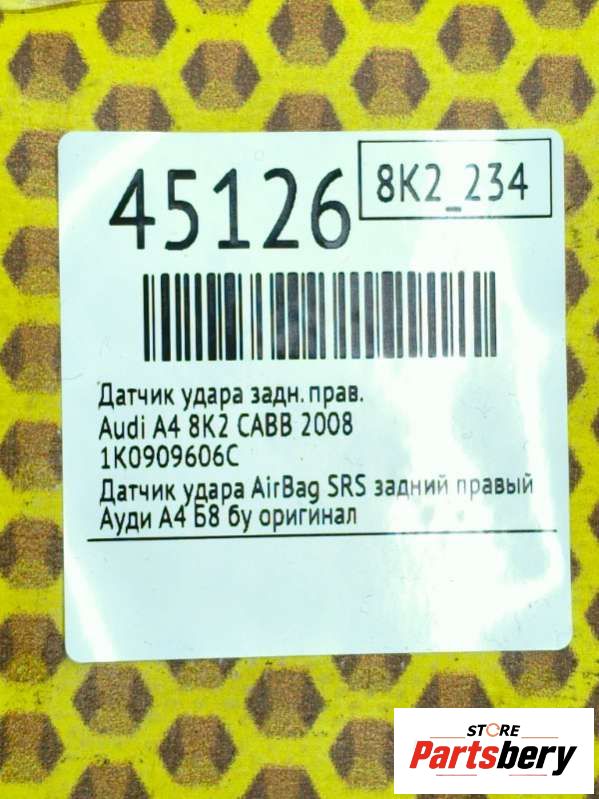 45126
8K2_234
Датчик удара задн. прав.
Audi A4 8K2 CABB 2008
1K0909606C
Датчик удара AirBag SRS задний правый
Ауди А4 Б8 бу оригинал
STORE
Partsbery